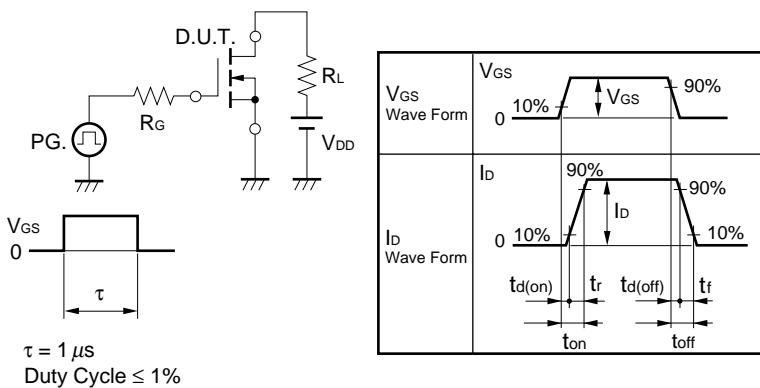 D.U.T.
RL
RG
PG.
VDD
VGS
0
τ
τ = 1 μs
Duty Cycle ≤ 1%
VGS
Wave Form
VGS
10%
0
VGS
90%
ID
Wave Form
ID
90%
90%
0
10%
ID
10%
td(on)
tr
td(off)
tf
ton
toff